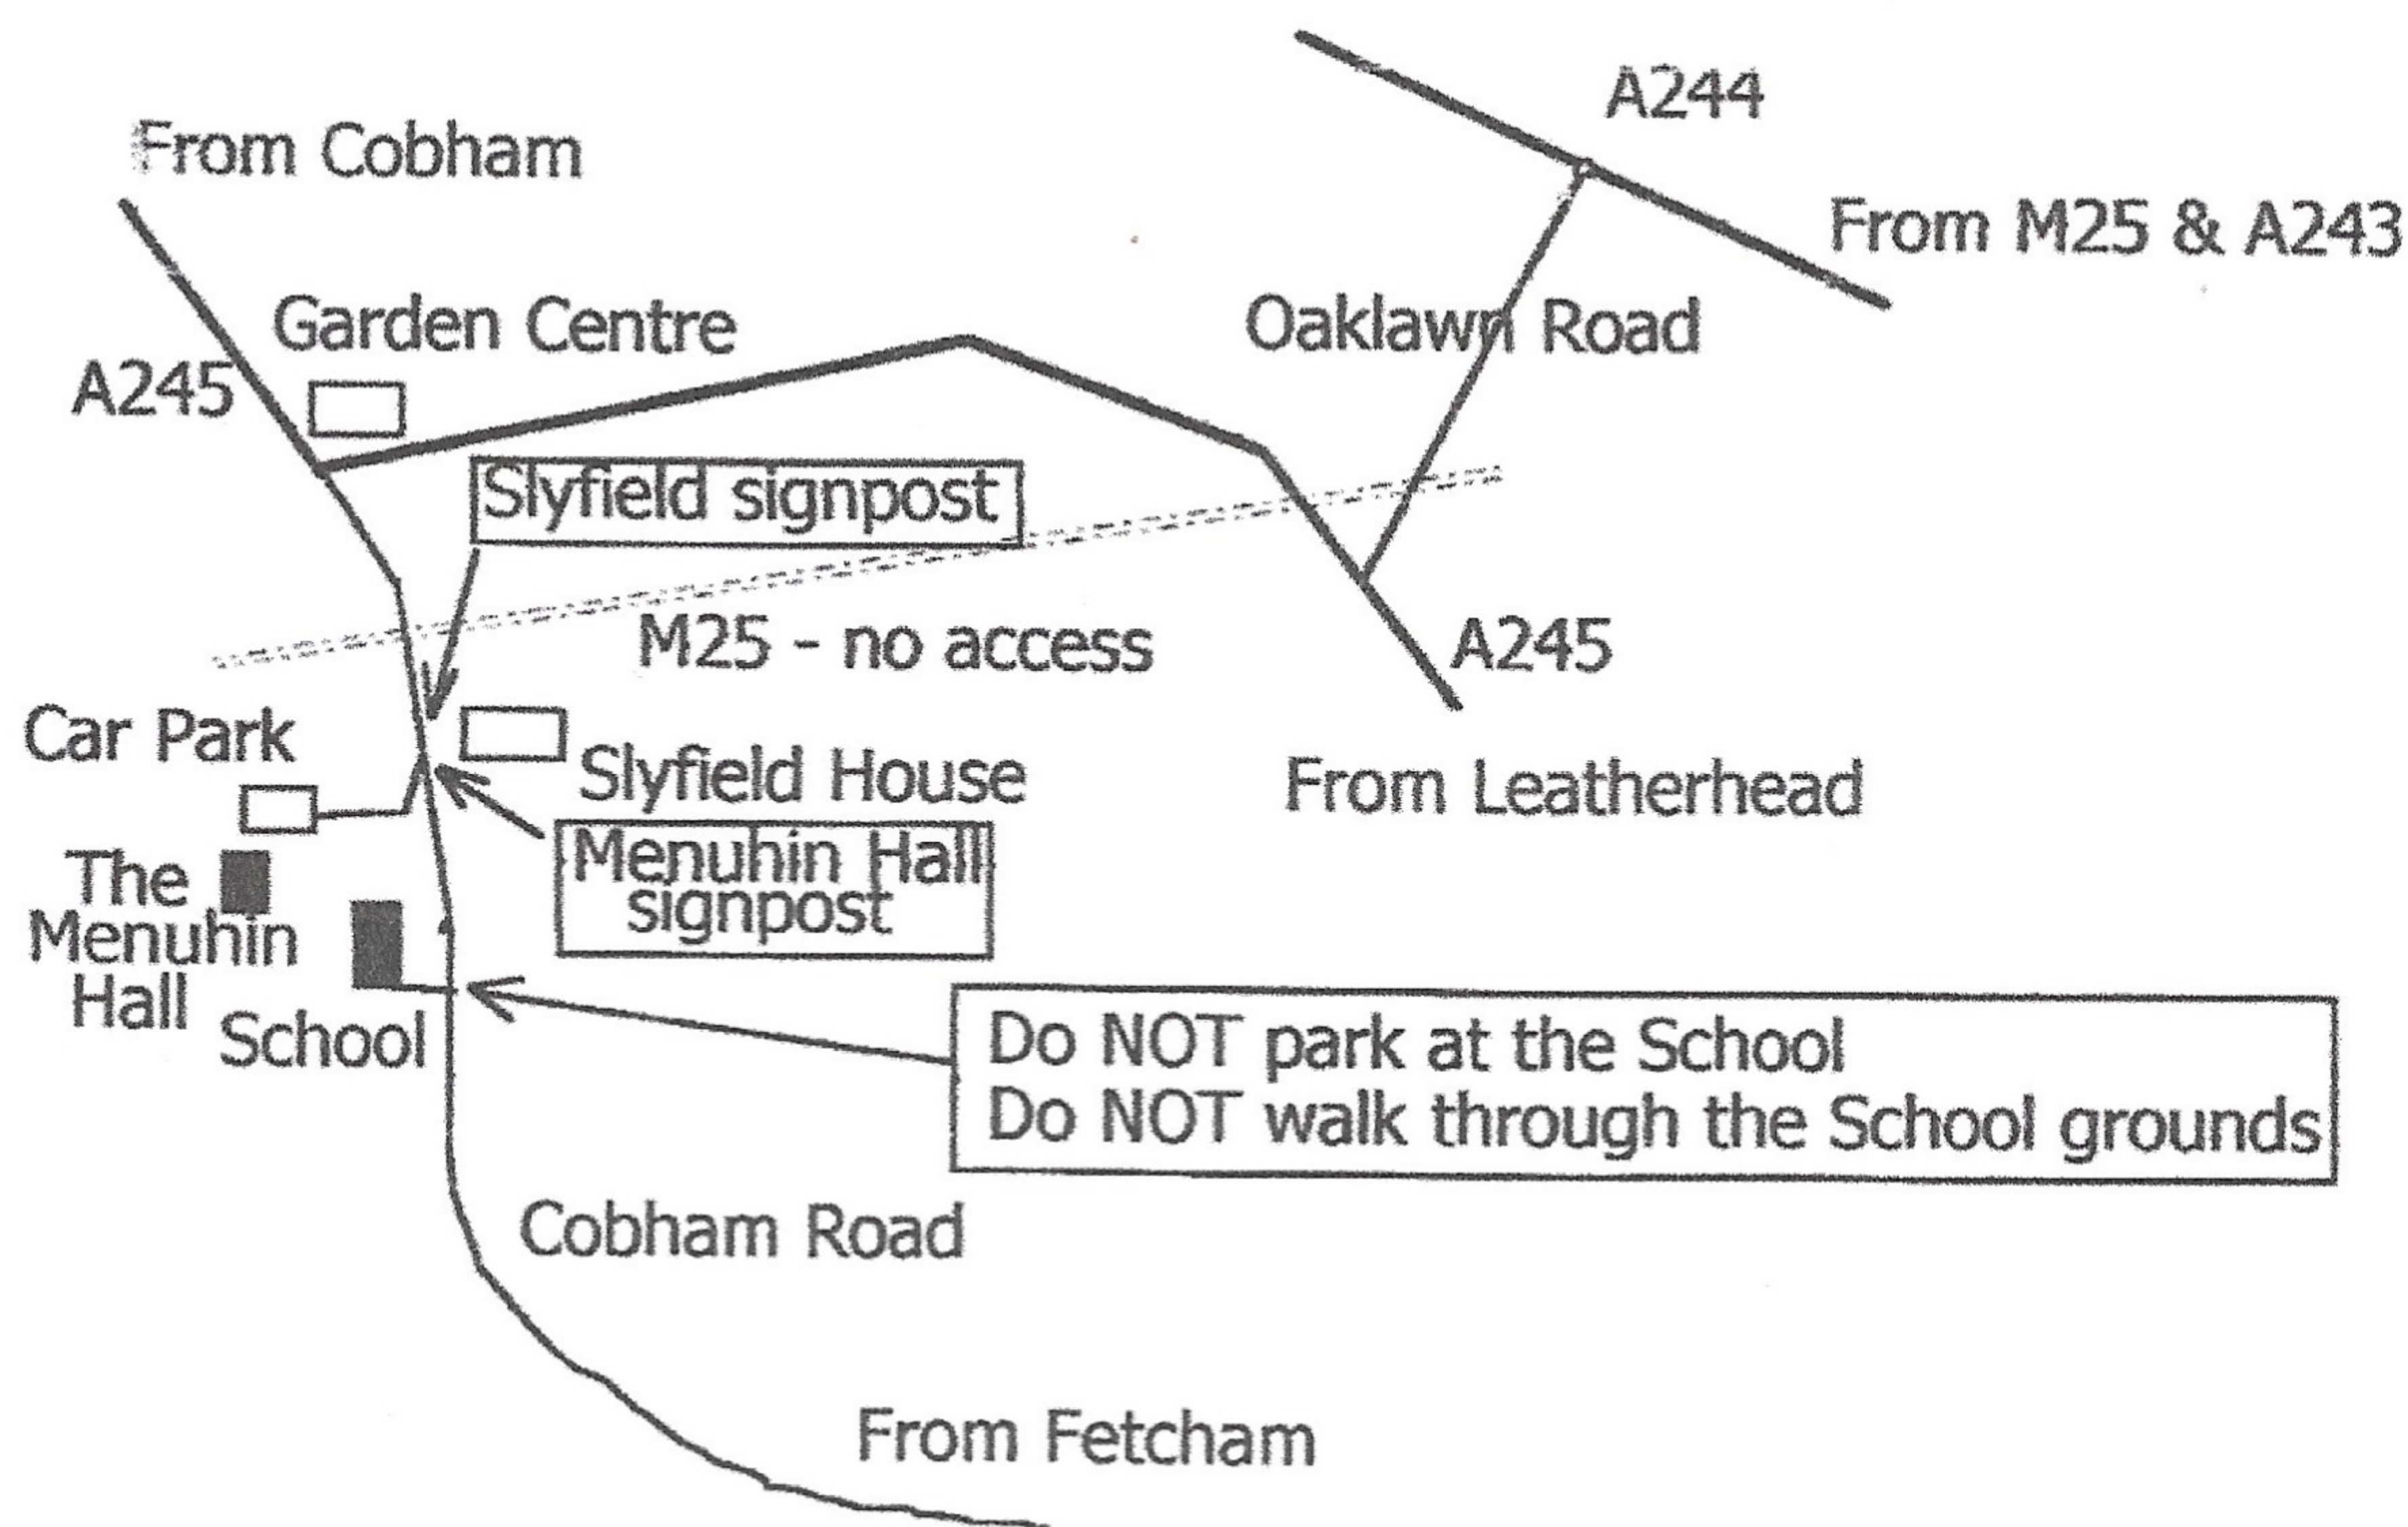 A244
From Cobham
From M25 & A243
Garden Centre
Oaklawn Road
A245
Slyfield signpost
M25 - no access
A245
Car Park
Slyfield House
From Leatherhead
Menuhin Hall
signpost
The
Menuhin
Hall
School
Do NOT park at the School
Do NOT walk through the School grounds
Cobham Road
From Fetcham